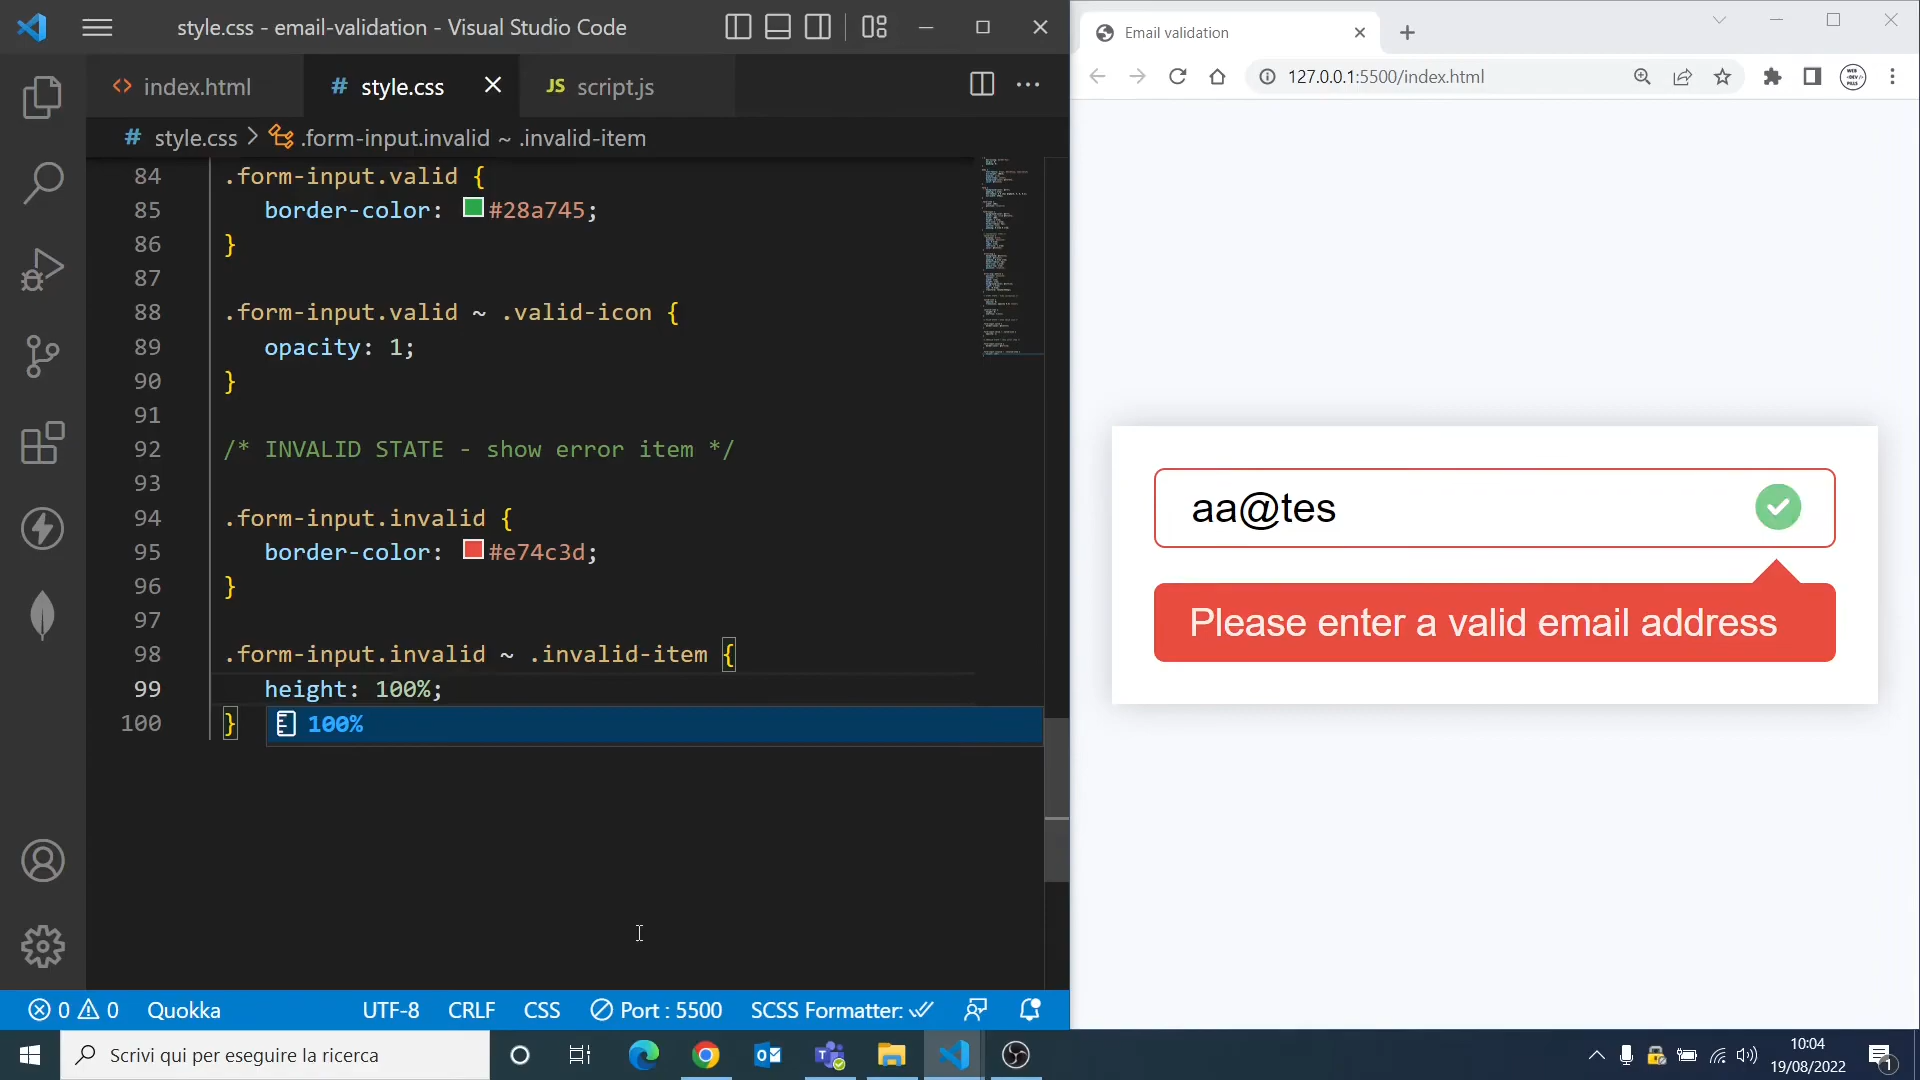 style.css - email-validation - Visual Studio Code
index.html
# style.css
JS script.js
# style.css > .form-input.invalid ~ .invalid-item
84 .form-input.valid {
85 border-color: #28a745;
86 }
87
88 .form-input.valid ~ .valid-icon {
89 opacity: 1;
90 }
91
92 /* INVALID STATE - show error item */
93
94 .form-input.invalid {
95 border-color: #e74c3d;
96 }
97
98 .form-input.invalid ~ .invalid-item {
99 height: 100%;
100 }
100%
0 0 Quokka UTF-8 CRLF CSS Port : 5500 SCSS Formatter:
Email validation
127.0.0.1:5500/index.html
aa@tes
Please enter a valid email address
Scrivi qui per eseguire la ricerca
10:04
19/08/2022
1